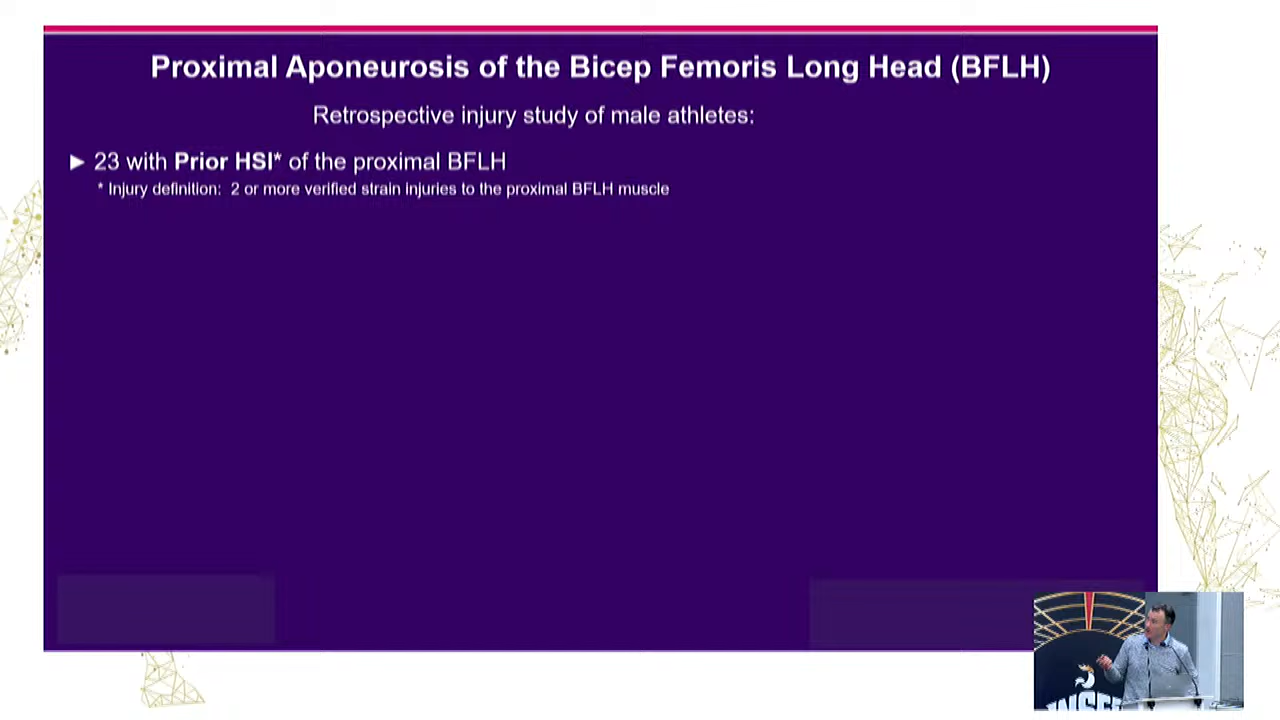 Proximal Aponeurosis of the Bicep Femoris Long Head (BFLH)
Retrospective injury study of male athletes:
► 23 with Prior HSI* of the proximal BFLH
* Injury definition: 2 or more verified strain injuries to the proximal BFLH muscle